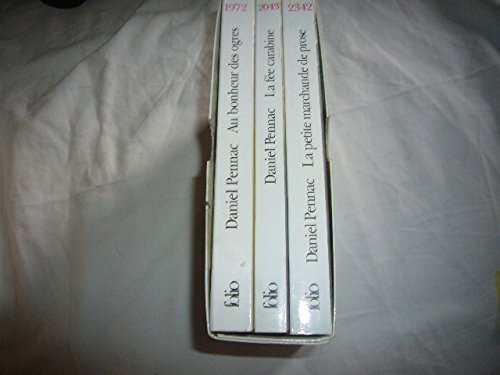 1972
Daniel Pennac Au bonheur des ogres
folio
2043
Daniel Pennac La fée carabine
folio
2342
Daniel Pennac La petite marchande de prose
folio